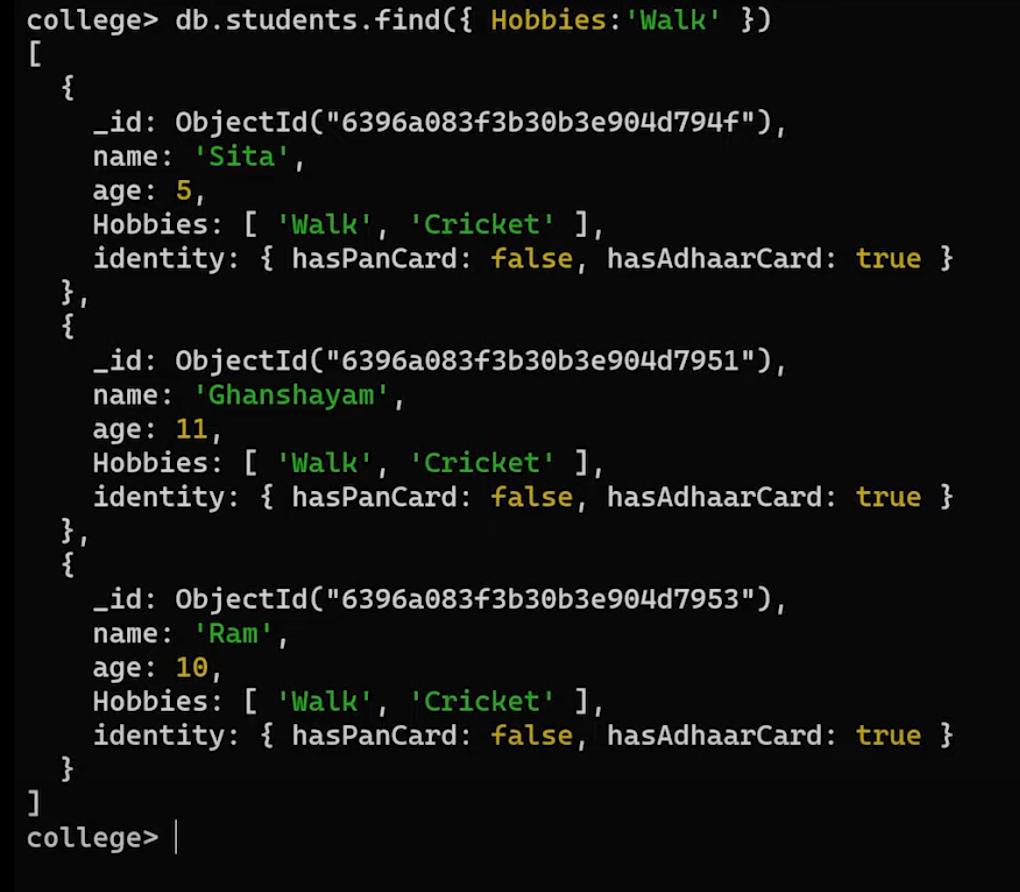 college> db.students.find({ Hobbies:'Walk' })
[
  {
    _id: ObjectId("6396a083f3b30b3e904d794f"),
    name: 'Sita',
    age: 5,
    Hobbies: [ 'Walk', 'Cricket' ],
    identity: { hasPanCard: false, hasAdhaarCard: true }
  },
  {
    _id: ObjectId("6396a083f3b30b3e904d7951"),
    name: 'Ghanshayam',
    age: 11,
    Hobbies: [ 'Walk', 'Cricket' ],
    identity: { hasPanCard: false, hasAdhaarCard: true }
  },
  {
    _id: ObjectId("6396a083f3b30b3e904d7953"),
    name: 'Ram',
    age: 10,
    Hobbies: [ 'Walk', 'Cricket' ],
    identity: { hasPanCard: false, hasAdhaarCard: true }
  }
]
college>